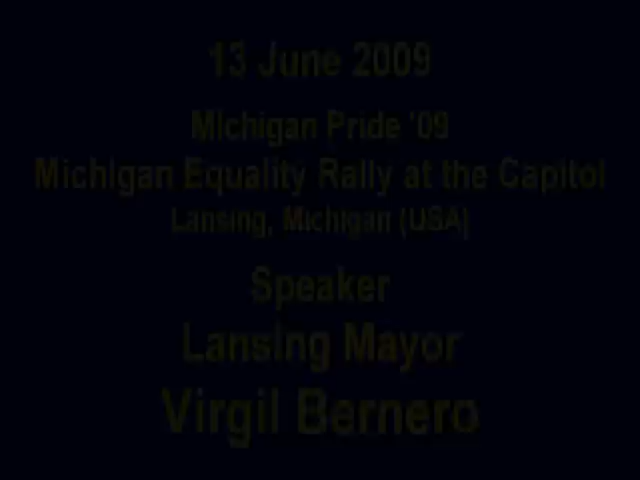 13 June 2009
Michigan Pride '09
Michigan Equality Rally at the Capitol
Lansing, Michigan (USA)
Speaker
Lansing Mayor
Virgil Bernero